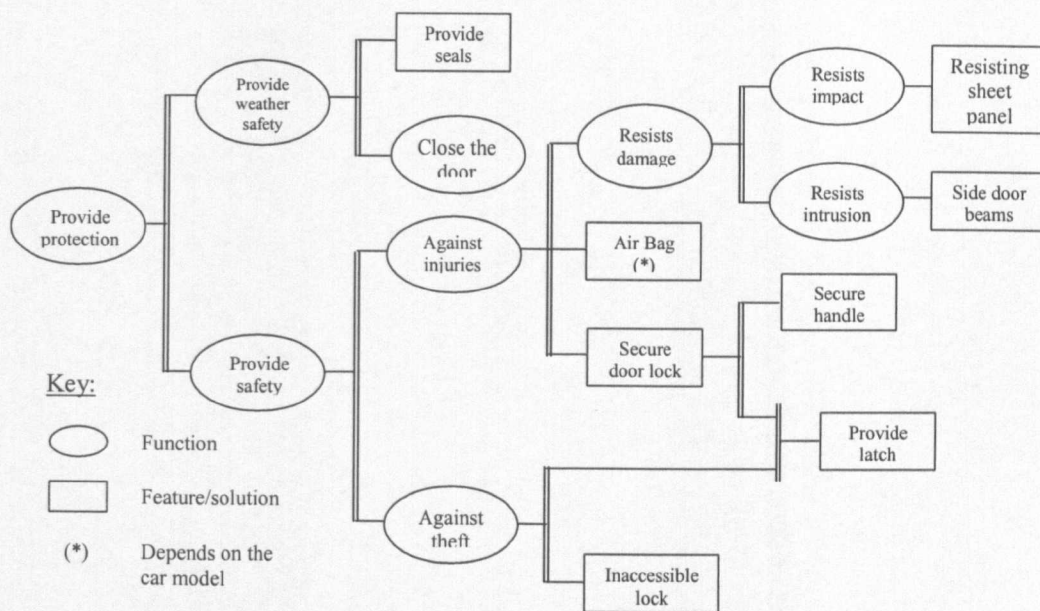 Provide
seals
Provide
weather
safety
Close the
door
Provide
protection
Resists
damage
Resists
impact
Resisting
sheet
panel
Resists
intrusion
Side door
beams
Against
injuries
Air Bag
(*)
Secure
handle
Secure
door lock
Provide
latch
Provide
safety
Against
theft
Inaccessible
lock
Key:
Function
Feature/solution
(*)
Depends on the
car model